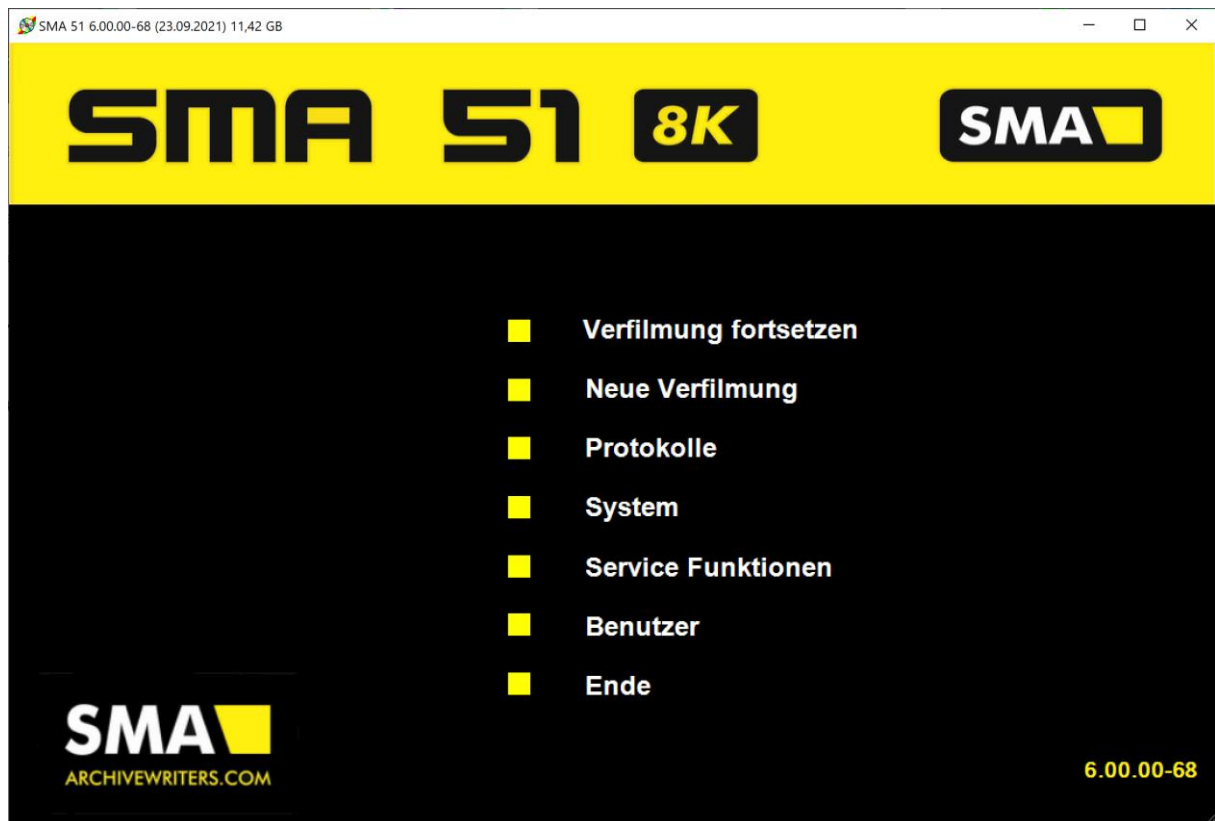 SMA 51 6.00.00-68 (23.09.2021) 11,42 GB
SMA 51 8K SMA
Verfilmung fortsetzen
Neue Verfilmung
Protokolle
System
Service Funktionen
Benutzer
Ende
SMA
ARCHIVEWRITERS.COM
6.00.00-68